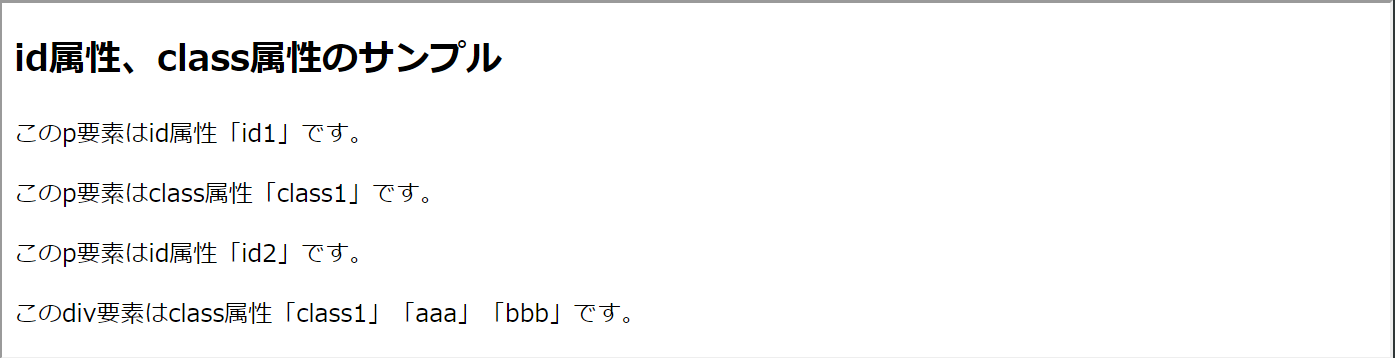 id属性、class属性のサンプル
このp要素はid属性「id1」です。
このp要素はclass属性「class1」です。
このp要素はid属性「id2」です。
このdiv要素はclass属性「class1」「aaa」「bbb」です。